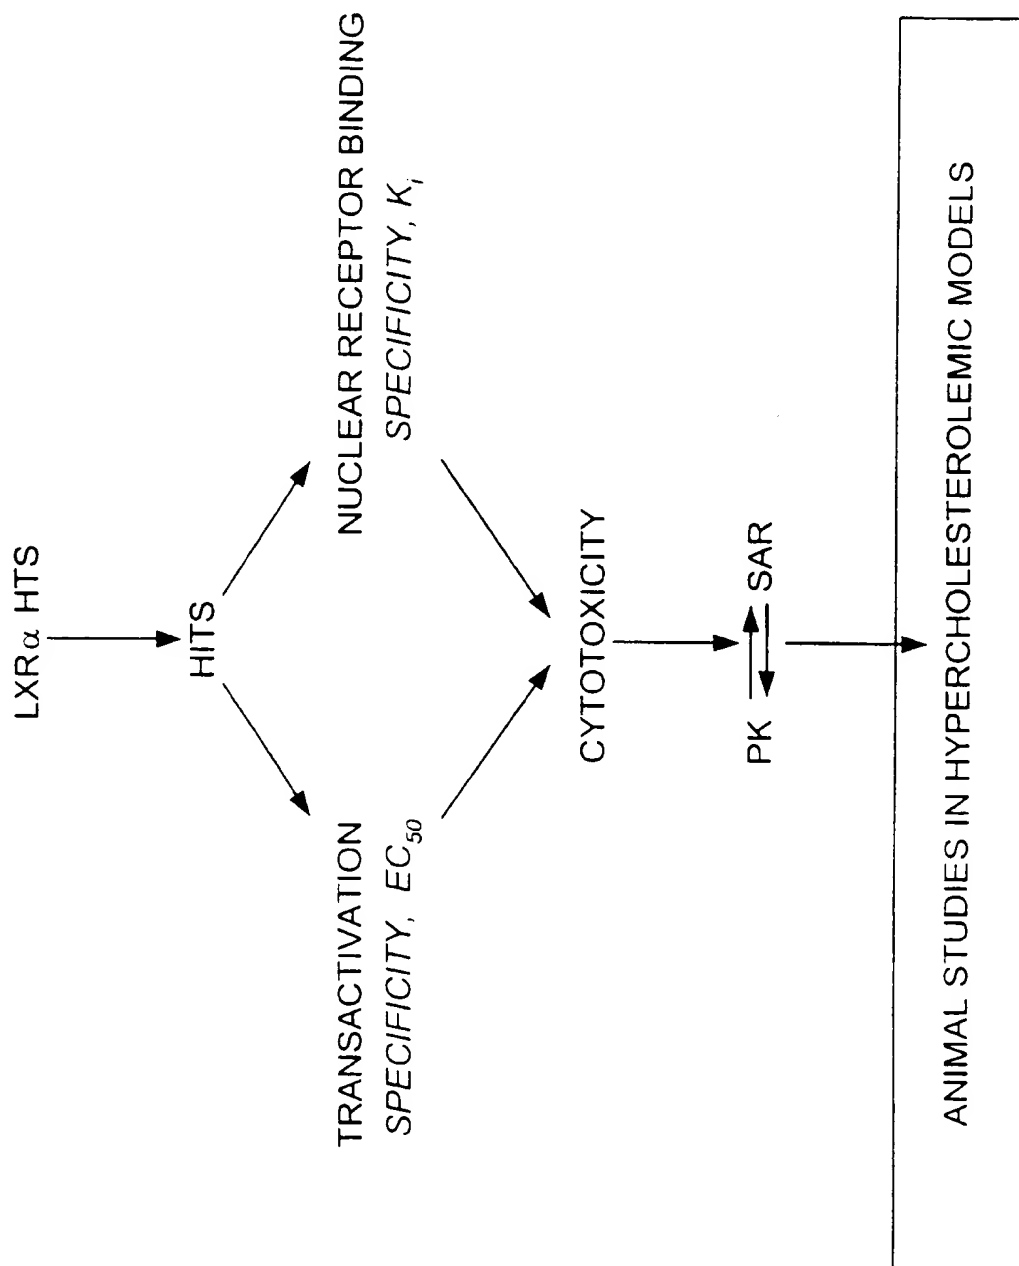 LXRα HTS
HITS
TRANSACTIVATION
SPECIFICITY, EC50
NUCLEAR RECEPTOR BINDING
SPECIFICITY, Ki
CYTOTOXICITY
PK
SAR
ANIMAL STUDIES IN HYPERCHOLESTEROLEMIC MODELS